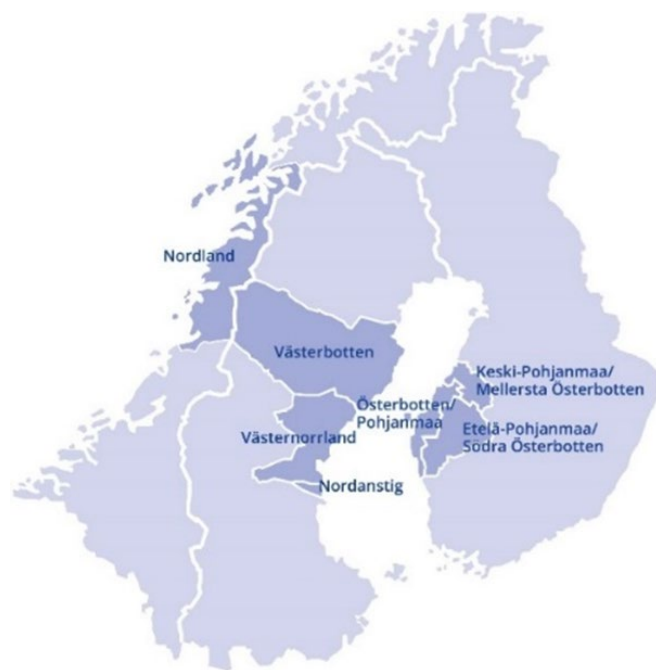 Nordland
Västerbotten
Keski-Pohjanmaa/
Mellersta Österbotten
Österbotten/
Pohjanmaa
Etelä-Pohjanmaa/
Södra Österbotten
Västernorrland
Nordanstig